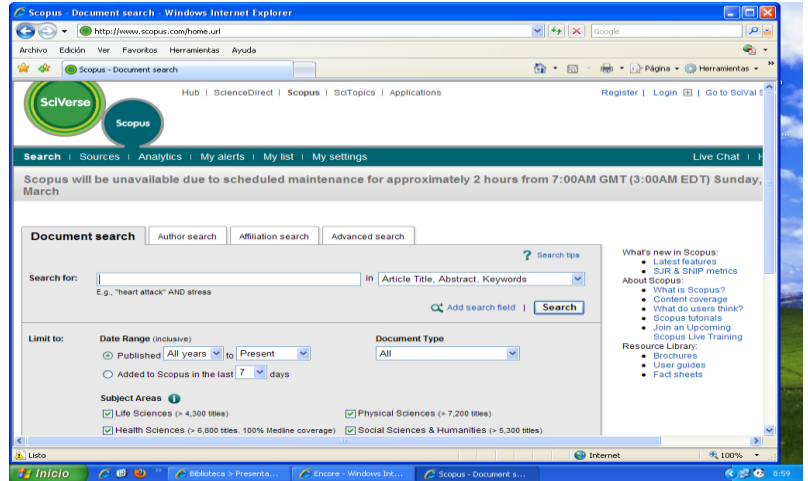 Scopus - Document search - Windows Internet Explorer
http://www.scopus.com/home.url
Google
Archivo Edición Ver Favoritos Herramientas Ayuda
Scopus - Document search
Página Herramientas
Hub | ScienceDirect | Scopus | SciTopics | Applications
Register | Login | Go to SciVal S
SciVerse
Scopus
Search | Sources | Analytics | My alerts | My list | My settings
Live Chat | H
Scopus will be unavailable due to scheduled maintenance for approximately 2 hours from 7:00AM GMT (3:00AM EDT) Sunday,
March
Document search Author search Affiliation search Advanced search
? Search tips
Search for: in Article Title, Abstract, Keywords
E.g., "heart attack" AND stress
Add search field | Search
Limit to: Date Range (inclusive) Document Type
Published All years to Present All
Added to Scopus in the last 7 days
Subject Areas i
Life Sciences (> 4,300 titles) Physical Sciences (> 7,200 titles)
Health Sciences (> 6,800 titles. 100% Medline coverage) Social Sciences & Humanities (> 5,300 titles)
What's new in Scopus:
Latest features
SJR & SNIP metrics
About Scopus:
What is Scopus?
Content coverage
What do users think?
Scopus tutorials
Join an Upcoming
Scopus Live Training
Resource Library:
Brochures
User guides
Fact sheets
Listo Internet 100%
Inicio Biblioteca > Presenta... Encore - Windows Int... Scopus - Document s... 8:59